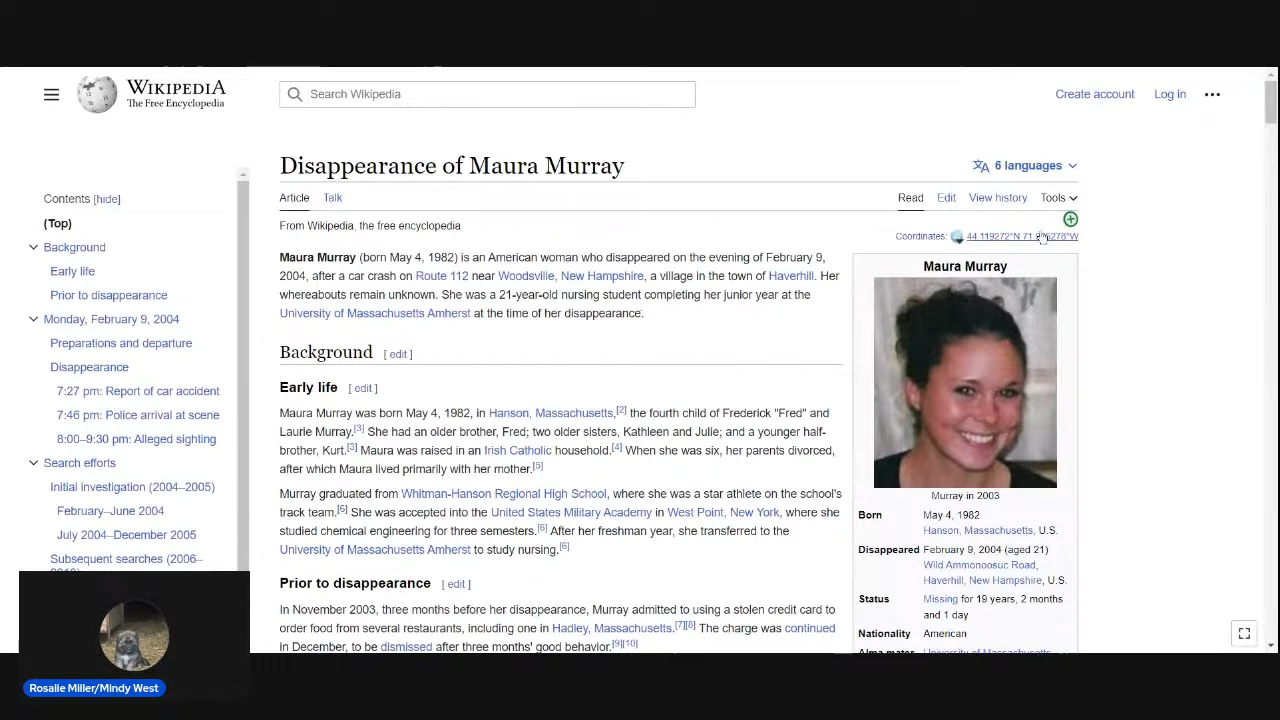 WIKIPEDIA
The Free Encyclopedia
Search Wikipedia
Create account
Log in
Disappearance of Maura Murray
6 languages
Article
Talk
Read
Edit
View history
Tools
From Wikipedia, the free encyclopedia
Coordinates: 44.119272°N
Contents [hide]
(Top)
Background
Early life
Prior to disappearance
Monday, February 9, 2004
Preparations and departure
Disappearance
7:27 pm: Report of car accident
7:46 pm: Police arrival at scene
8:00–9:30 pm: Alleged sighting
Search efforts
Initial investigation (2004–2005)
February–June 2004
July 2004–December 2005
Subsequent searches (2006–
Maura Murray (born May 4, 1982) is an American woman who disappeared on the evening of February 9,
2004, after a car crash on Route 112 near Woodsville, New Hampshire, a village in the town of Haverhill. Her
whereabouts remain unknown. She was a 21-year-old nursing student completing her junior year at the
University of Massachusetts Amherst at the time of her disappearance.
Background [ edit ]
Early life [ edit ]
Maura Murray was born May 4, 1982, in Hanson, Massachusetts,[2] the fourth child of Frederick "Fred" and
Laurie Murray.[3] She had an older brother, Fred; two older sisters, Kathleen and Julie; and a younger half-
brother, Kurt.[3] Maura was raised in an Irish Catholic household.[4] When she was six, her parents divorced,
after which Maura lived primarily with her mother.[5]
Murray graduated from Whitman-Hanson Regional High School, where she was a star athlete on the school's
track team.[6] She was accepted into the United States Military Academy in West Point, New York, where she
studied chemical engineering for three semesters.[5] After her freshman year, she transferred to the
University of Massachusetts Amherst to study nursing.[6]
Prior to disappearance [ edit ]
In November 2003, three months before her disappearance, Murray admitted to using a stolen credit card to
order food from several restaurants, including one in Hadley, Massachusetts.[7][8] The charge was continued
in December, to be dismissed after three months' good behavior.[9][10]
Maura Murray
Murray in 2003
Born May 4, 1982
Hanson, Massachusetts, U.S.
Disappeared February 9, 2004 (aged 21)
Wild Ammonoosuc Road,
Haverhill, New Hampshire, U.S.
Status Missing for 19 years, 2 months
and 1 day
Nationality American
Alma mater University of Massachusetts
Rosalie Miller/Mindy West